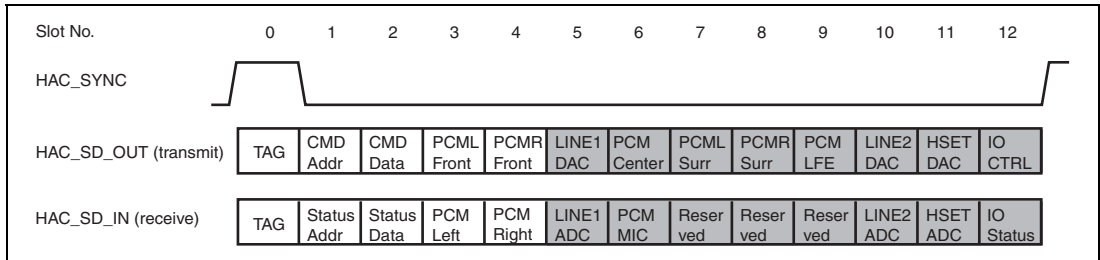 Slot No. 0 1 2 3 4 5 6 7 8 9 10 11 12
HAC_SYNC
HAC_SD_OUT (transmit) TAG CMD Addr CMD Data PCML Front PCMR Front LINE1 DAC PCM Center PCML Surr PCMR Surr PCM LFE LINE2 DAC HSET DAC IO CTRL
HAC_SD_IN (receive) TAG Status Addr Status Data PCM Left PCM Right LINE1 ADC PCM MIC Reser ved Reser ved Reser ved LINE2 ADC HSET ADC IO Status